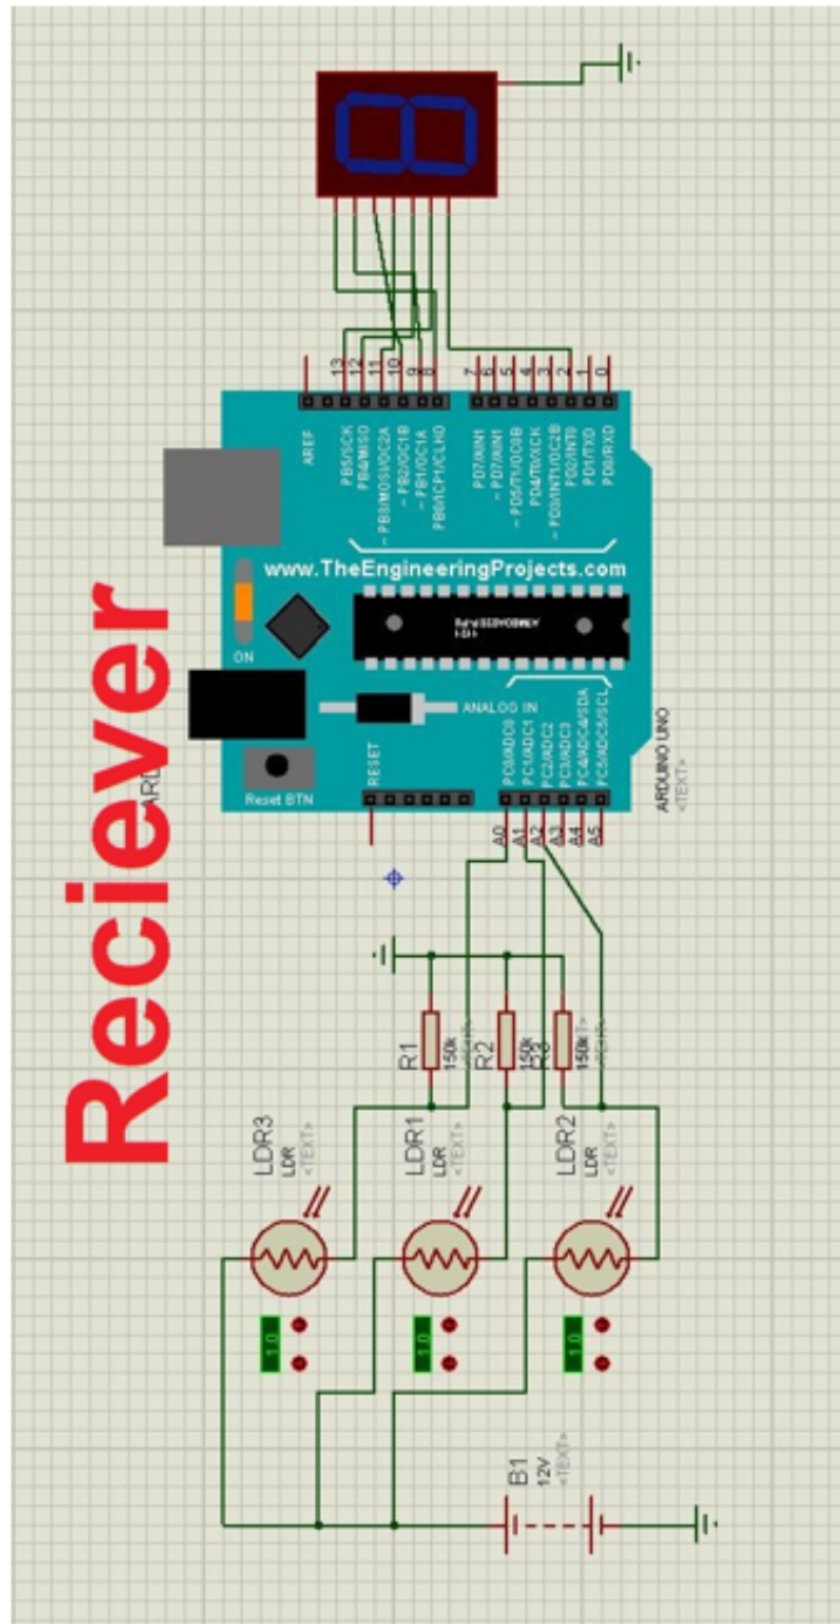 Reciever
AREF
13
12
11
10
9
8
7
6
5
4
3
2
1
0
PB5/SCK
PB4/MISO
~ PB3/MOSI/OC2A
~ PB2/OC1B
~ PB1/OC1A
PB0/ICP1/CLKO
PD7/AIN1
~ PD7/AIN1
~ PD5/T1/OC0B
PD4/T0/XCK
~ PD3/INT1/OC2B
PD2/INT0
PD1/TXD
PD0/RXD
www.TheEngineeringProjects.com
ON
ANALOG IN
RESET
Reset BTN
PC0/ADC0
PC1/ADC1
PC2/ADC2
PC3/ADC3
PC4/ADC4/SDA
PC5/ADC5/SCL
A0
A1
A2
A3
A4
A5
ARD
ARDUINO UNO
<TEXT>
R1
150k
<TEXT>
R2
150k
R3
150k
<TEXT>
LDR3
LDR
<TEXT>
LDR1
LDR
<TEXT>
LDR2
LDR
<TEXT>
1.0
1.0
1.0
B1
12V
<TEXT>